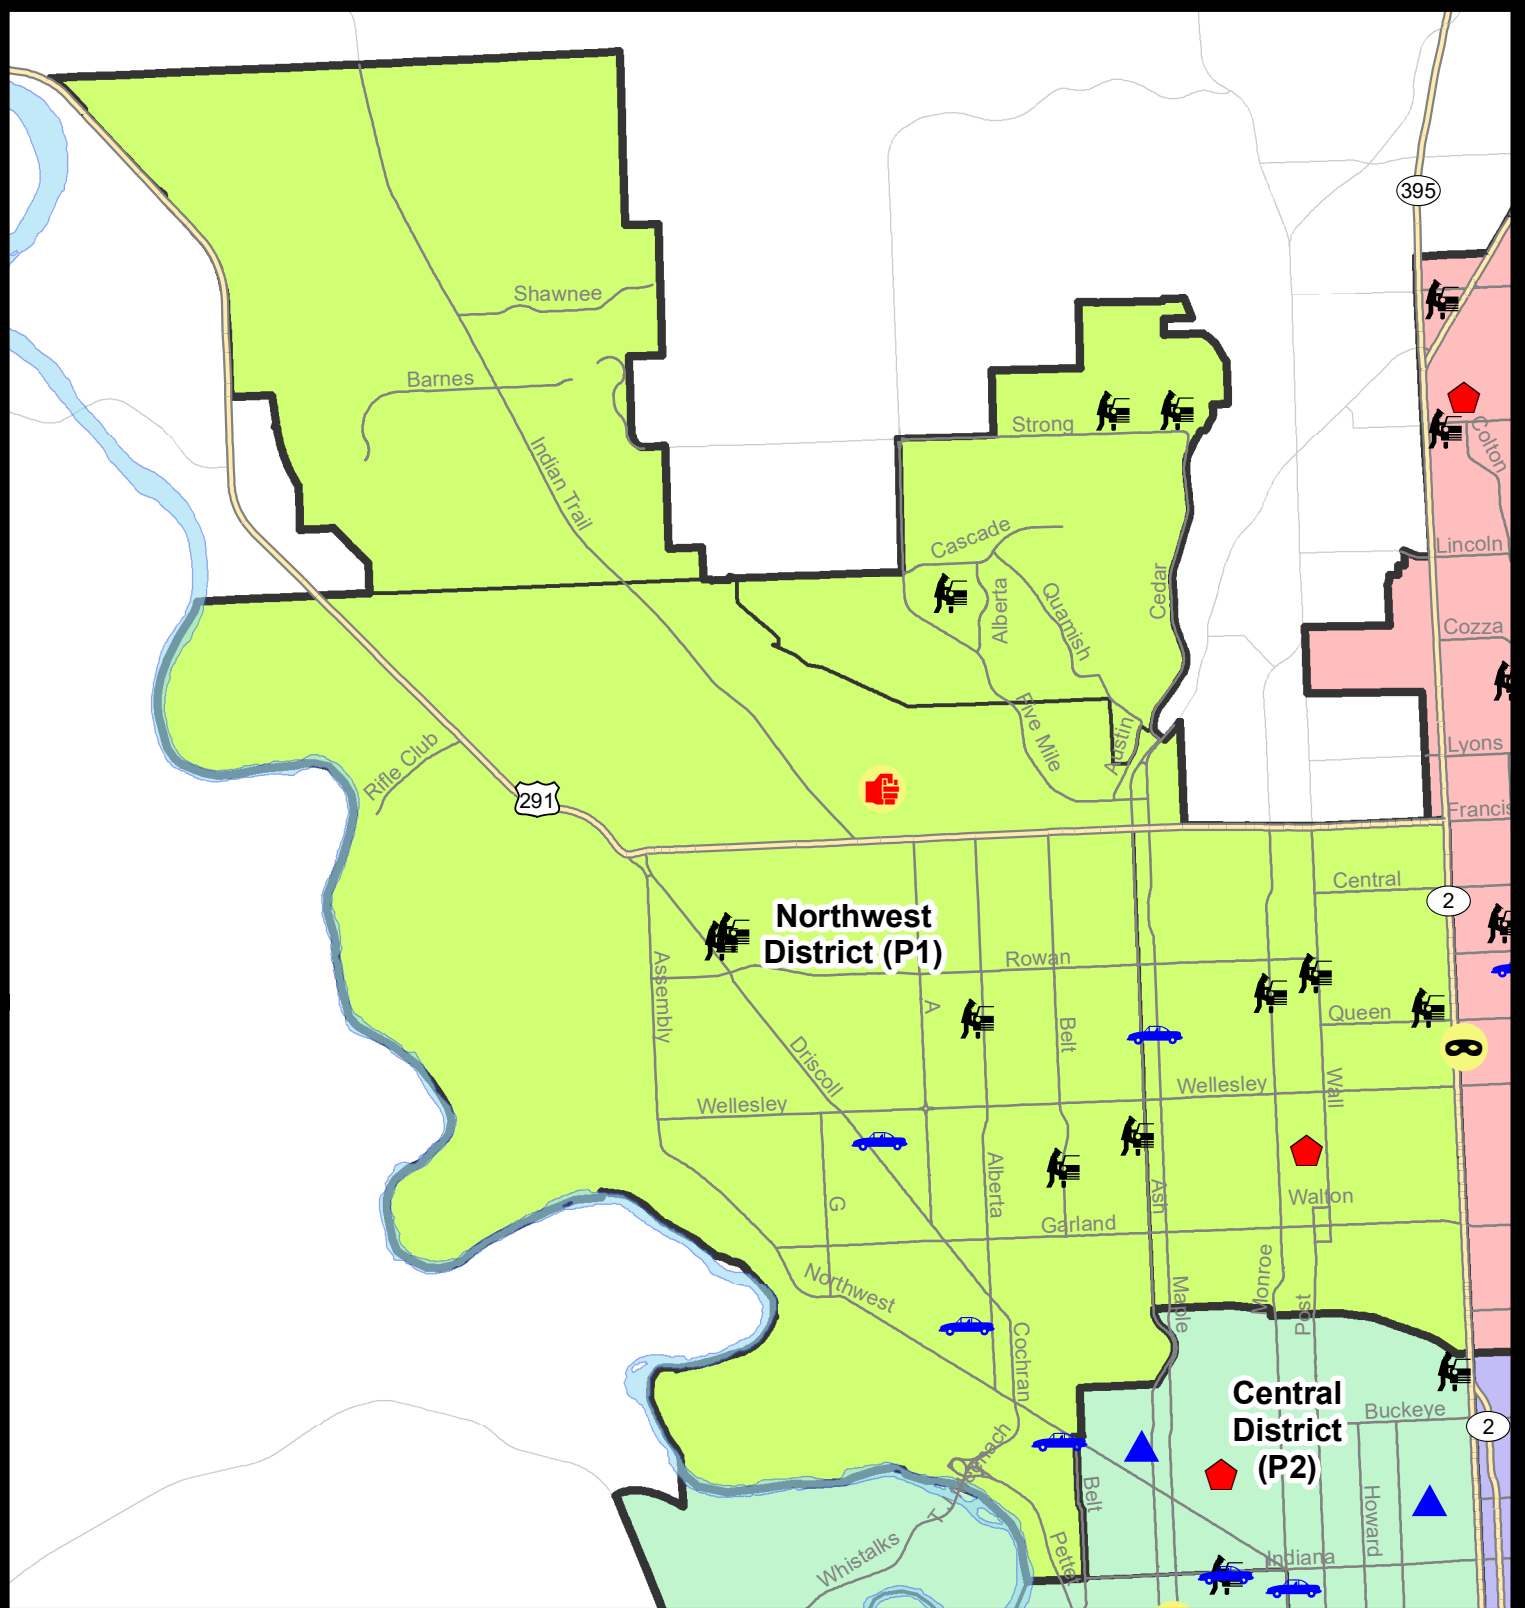 395
Shawnee
Barnes
Strong
Colton
Indian Trail
Cascade
Lincoln
Alberta
Quamish
Cedar
Cozza
Five Mile
Austin
Rifle Club
Lyons
291
Francis
Central
2
Northwest
District (P1)
Rowan
Assembly
A
Belt
Queen
Driscoll
Wellesley
Wellesley
Wall
G
Alberta
Ash
Walton
Garland
Northwest
Monroe
Maple
Post
Cochran
Central
District
(P2)
Buckeye
2
Belt
Howard
Whistalks
Pettet
Indiana